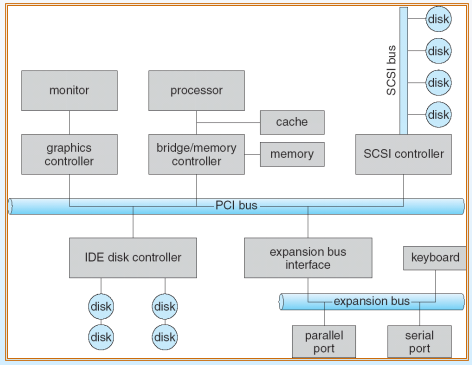 disk
SCSI bus
disk
disk
disk
monitor
processor
cache
graphics
controller
bridge/memory
controller
memory
SCSI controller
PCI bus
IDE disk controller
expansion bus
interface
keyboard
disk
disk
expansion bus
disk
disk
parallel
port
serial
port